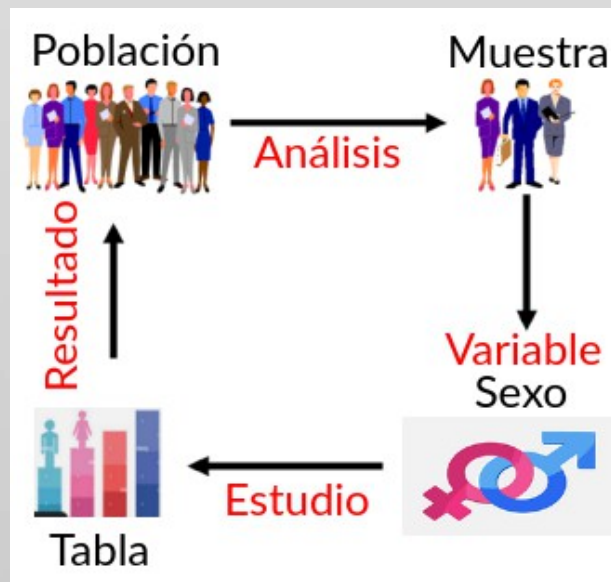 Población
Muestra
Análisis
Resultado
Variable
Sexo
Estudio
Tabla